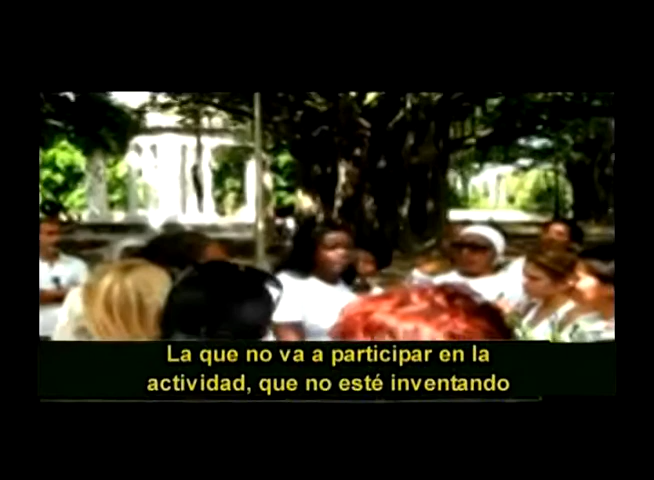 La que no va a participar en la
actividad, que no esté inventando